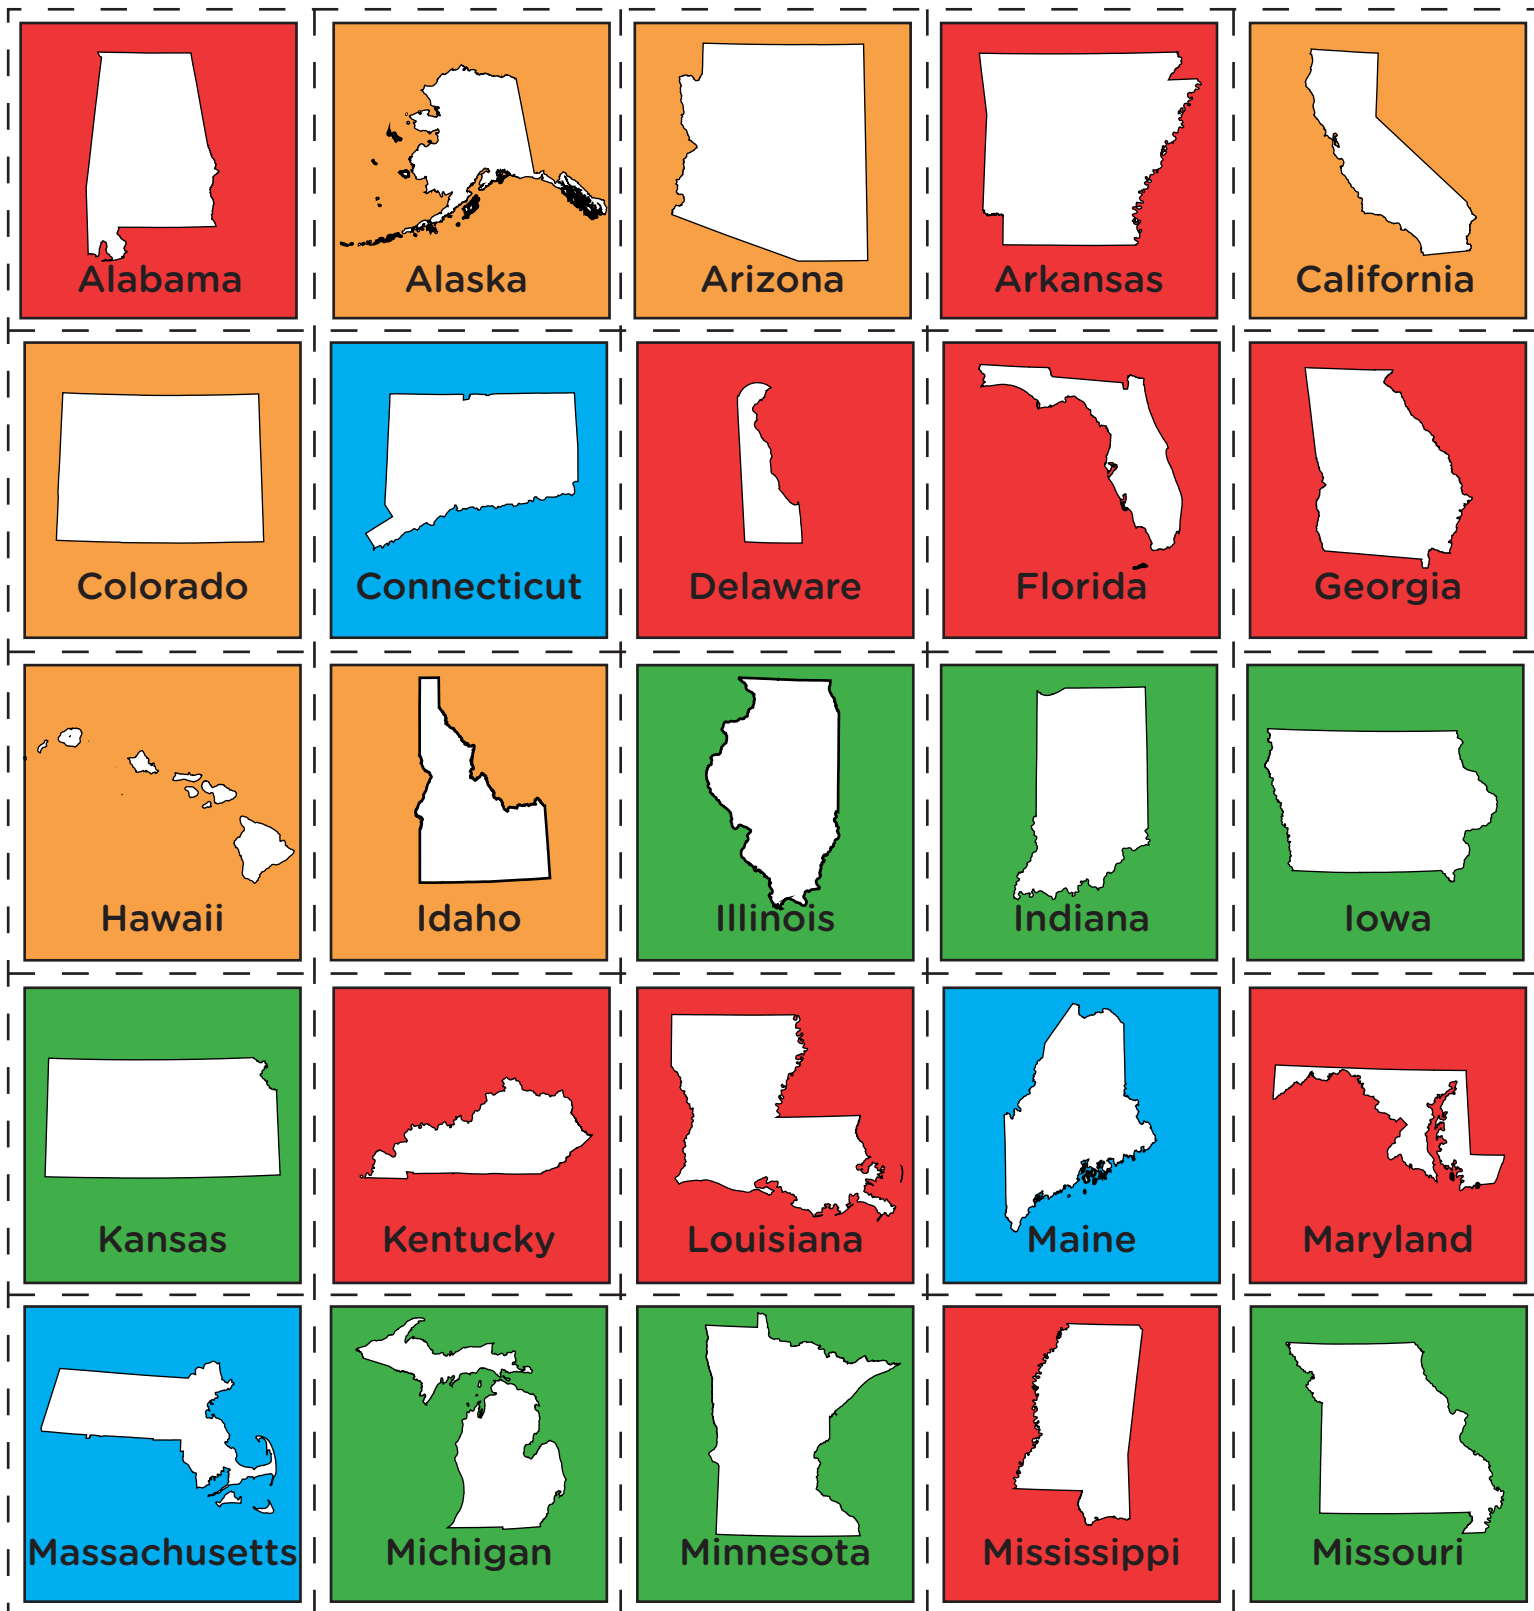 Alabama
Alaska
Arizona
Arkansas
California
Colorado
Connecticut
Delaware
Florida
Georgia
Hawaii
Idaho
Illinois
Indiana
Iowa
Kansas
Kentucky
Louisiana
Maine
Maryland
Massachusetts
Michigan
Minnesota
Mississippi
Missouri